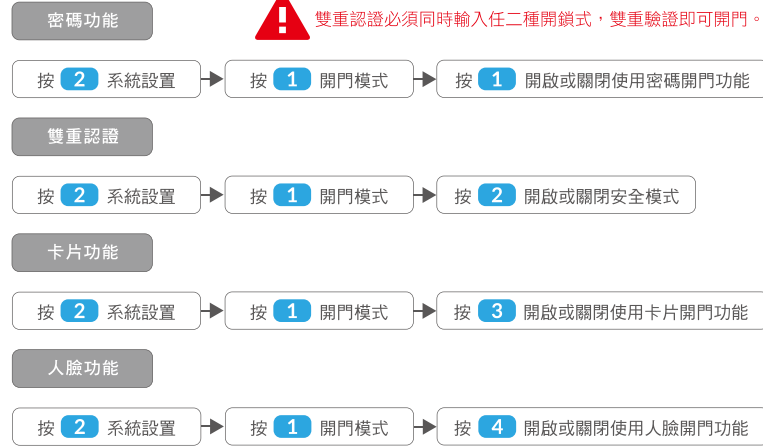 密碼功能
雙重認證必須同時輸入任二種開鎖式，雙重驗證即可開門。
按 2 系統設置 按 1 開門模式 按 1 開啟或關閉使用密碼開門功能
雙重認證
按 2 系統設置 按 1 開門模式 按 2 開啟或關閉安全模式
卡片功能
按 2 系統設置 按 1 開門模式 按 3 開啟或關閉使用卡片開門功能
人臉功能
按 2 系統設置 按 1 開門模式 按 4 開啟或關閉使用人臉開門功能